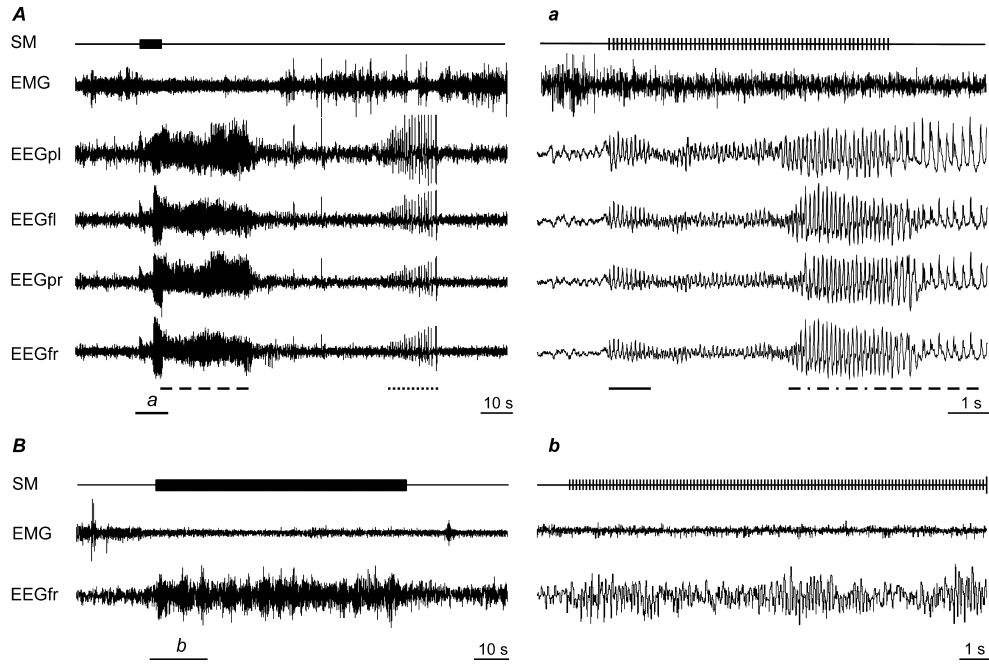 A
SM
EMG
EEGpl
EEGfl
EEGpr
EEGfr
a
10 s
a
1 s
B
SM
EMG
EEGfr
b
10 s
b
1 s